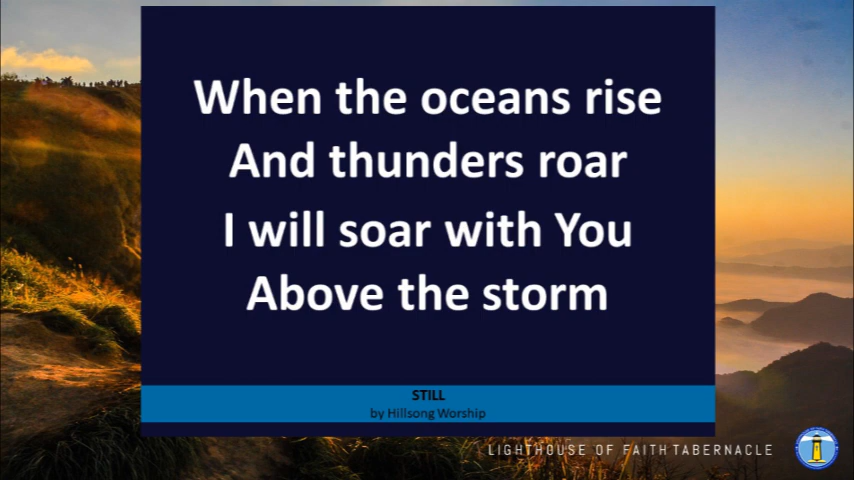 When the oceans rise
And thunders roar
I will soar with You
Above the storm
STILL
by Hillsong Worship
LIGHTHOUSE OF FAITH TABERNACLE